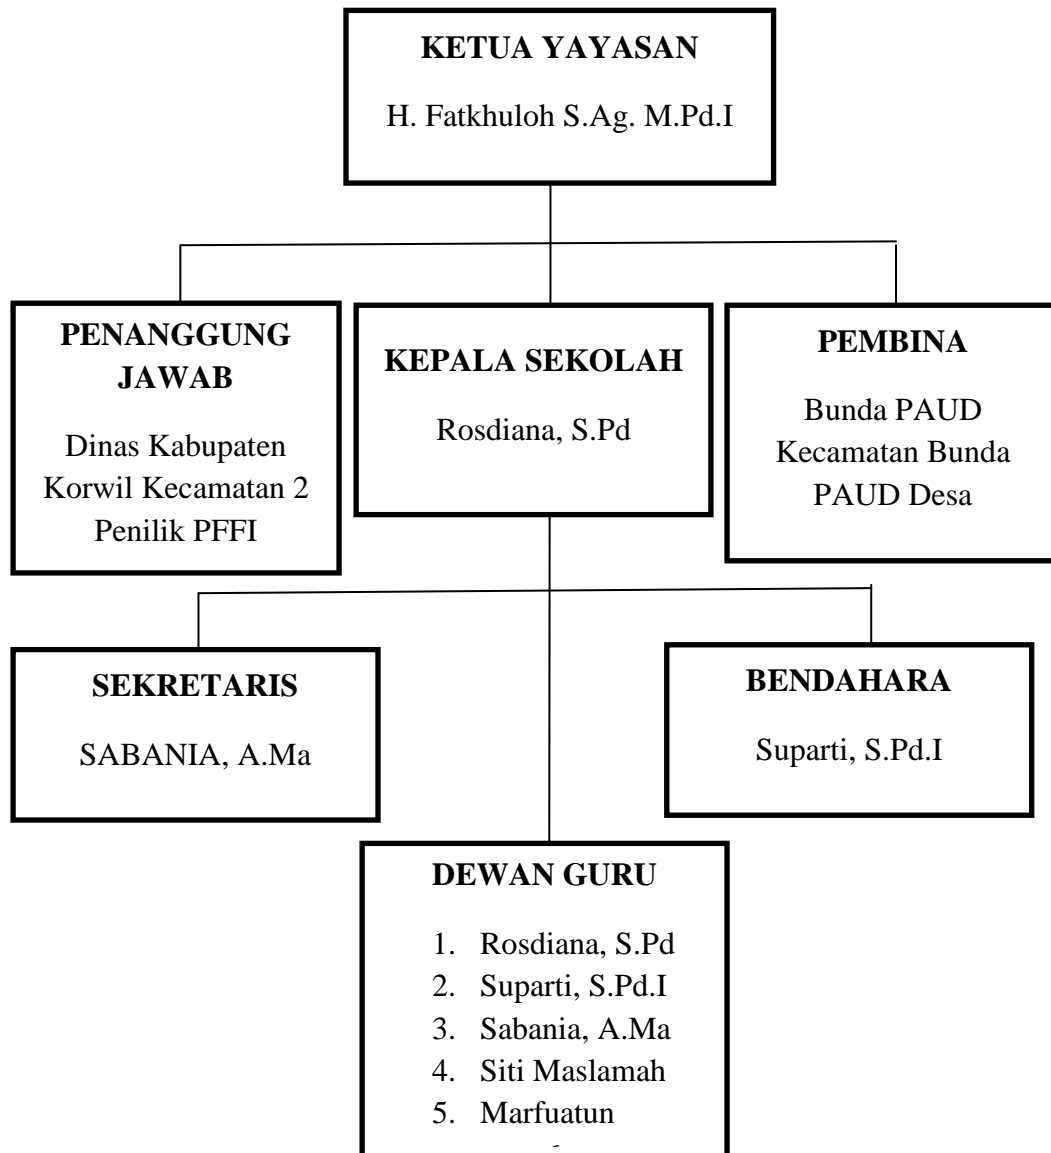 KETUA YAYASAN
H. Fatkhuloh S.Ag. M.Pd.I
PENANGGUNG
JAWAB
Dinas Kabupaten
Korwil Kecamatan 2
Penilik PFFI
KEPALA SEKOLAH
Rosdiana, S.Pd
PEMBINA
Bunda PAUD
Kecamatan Bunda
PAUD Desa
SEKRETARIS
SABANIA, A.Ma
BENDAHARA
Suparti, S.Pd.I
DEWAN GURU
1. Rosdiana, S.Pd
2. Suparti, S.Pd.I
3. Sabania, A.Ma
4. Siti Maslamah
5. Marfuatun